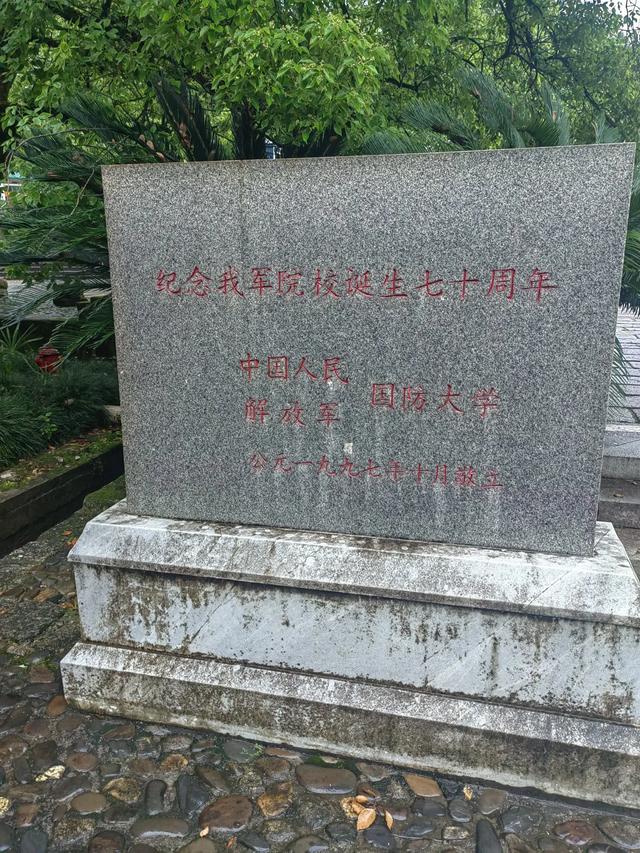 纪念我军院校诞生七十周年
中国人民
解放军
国防大学
公元一九九七年十月敬立